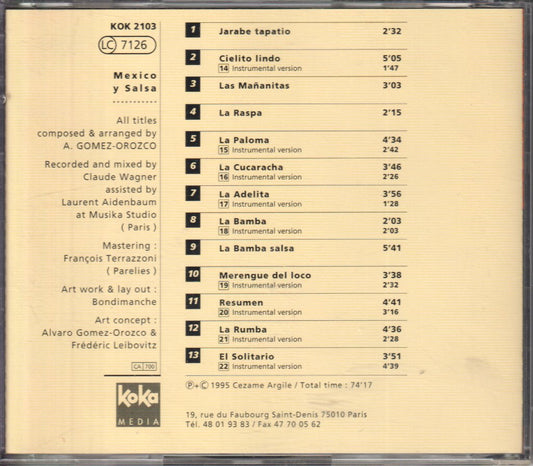 KOK 2103
LC 7126
Mexico
y Salsa
All titles
composed & arranged by
A. GOMEZ-OROZCO
Recorded and mixed by
Claude Wagner
assisted by
Laurent Aidenbaum
at Musika Studio
( Paris )
Mastering :
François Terrazzoni
( Parelies )
Art work & lay out :
Bondimanche
Art concept :
Alvaro Gomez-Orozco &
Frédéric Leibovitz
CA 700
koka
MEDIA
1 Jarabe tapatio 2'32
2 Cielito lindo 5'05
14 Instrumental version 1'47
3 Las Mañanitas 3'03
4 La Raspa 2'15
5 La Paloma 4'34
15 Instrumental version 2'42
6 La Cucaracha 3'46
16 Instrumental version 2'26
7 La Adelita 3'56
17 Instrumental version 1'28
8 La Bamba 2'03
18 Instrumental version 2'03
9 La Bamba salsa 5'41
10 Merengue del loco 3'38
19 Instrumental version 2'32
11 Resumen 4'41
20 Instrumental version 3'16
12 La Rumba 4'36
21 Instrumental version 2'28
13 El Solitario 3'51
22 Instrumental version 4'39
℗+© 1995 Cezame Argile / Total time : 74'17
19, rue du Faubourg Saint-Denis 75010 Paris
Tél. 48 01 93 83 / Fax 47 70 05 62